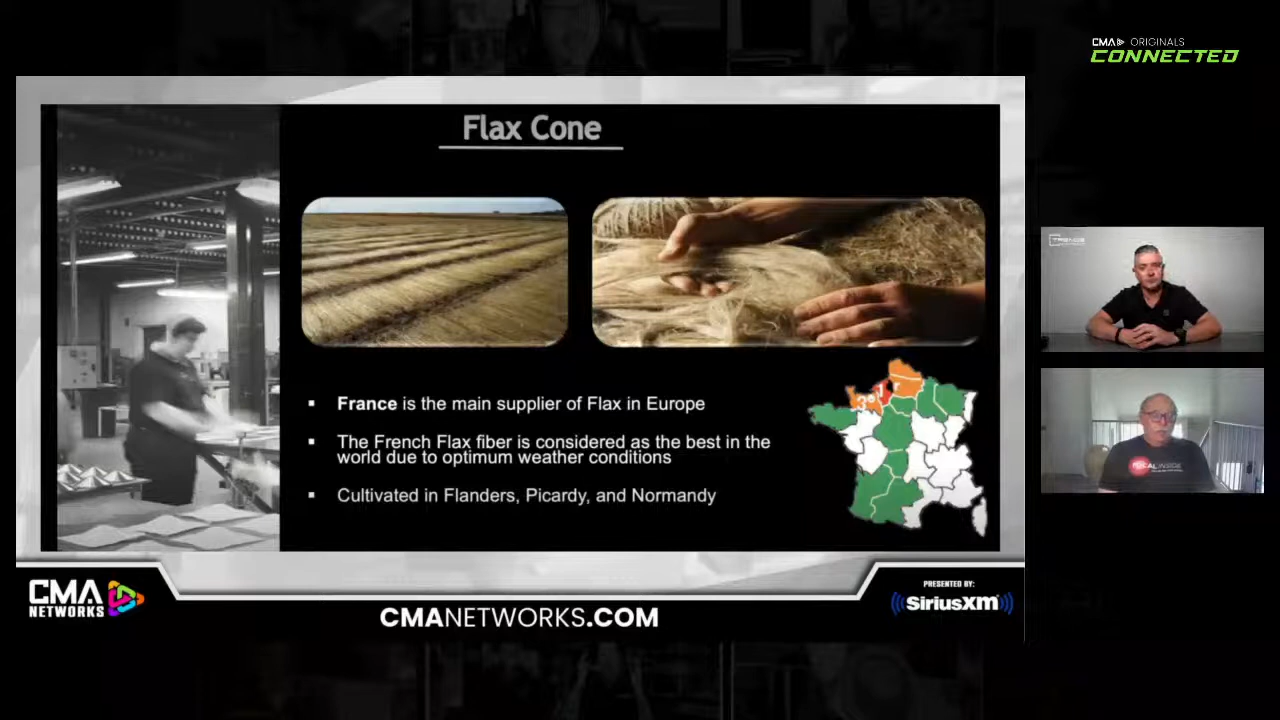 CMA ORIGINALS
CONNECTED
Flax Cone
▪ France is the main supplier of Flax in Europe
▪ The French Flax fiber is considered as the best in the
world due to optimum weather conditions
▪ Cultivated in Flanders, Picardy, and Normandy
3º
CMA
NETWORKS
CMANETWORKS.COM
PRESENTED BY:
SiriusXM